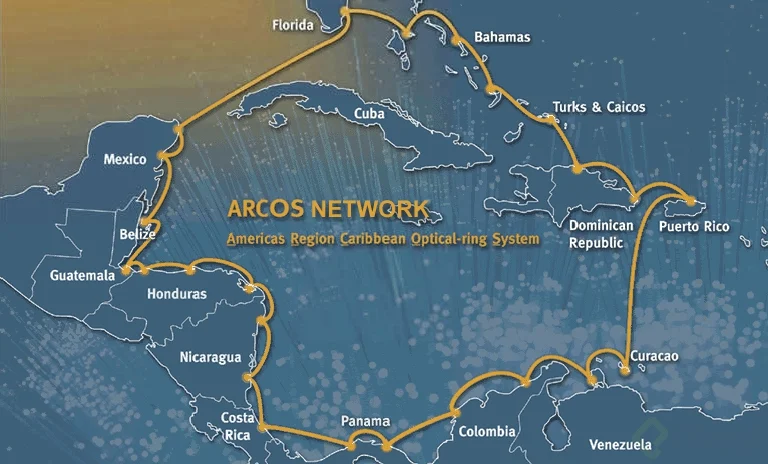 Florida
Bahamas
Cuba
Turks & Caicos
Mexico
ARCOS NETWORK
Belize
Americas Region Caribbean Optical-ring System
Dominican
Republic
Puerto Rico
Guatemala
Honduras
Nicaragua
Curacao
Costa
Rica
Panama
Colombia
Venezuela